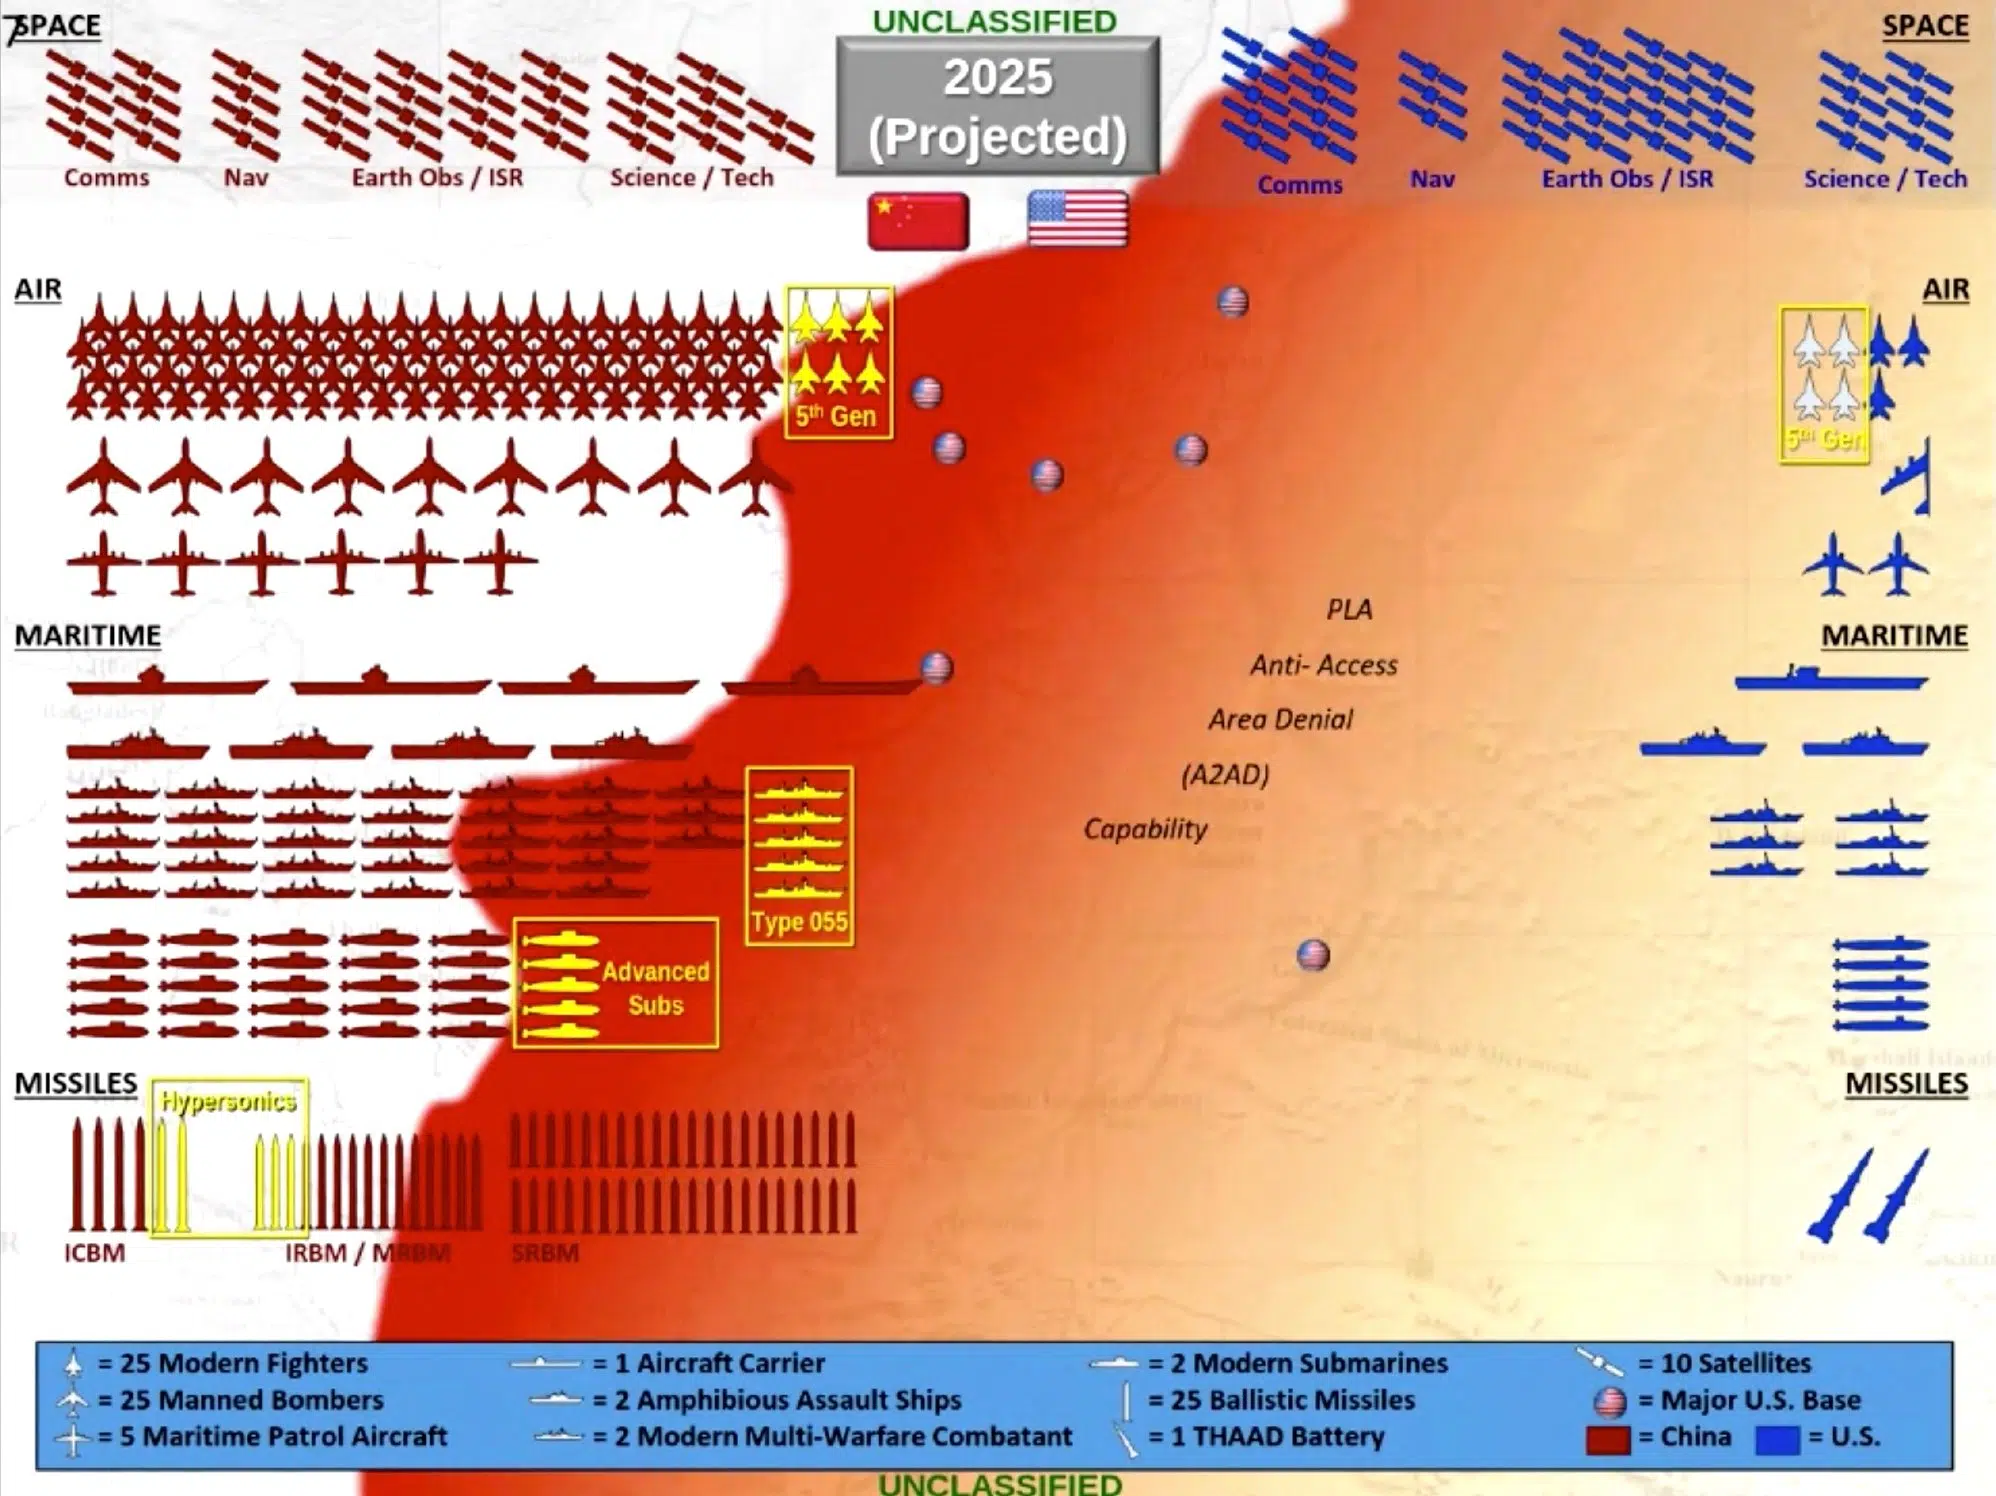 UNCLASSIFIED
7
SPACE
2025
(Projected)
SPACE
Comms
Nav
Earth Obs / ISR
Science / Tech
Comms
Nav
Earth Obs / ISR
Science / Tech
AIR
5th Gen
AIR
5th Gen
PLA
Anti- Access
Area Denial
(A2AD)
Capability
MARITIME
Type 055
Advanced
Subs
MARITIME
MISSILES
Hypersonics
ICBM
IRBM / MRBM
SRBM
MISSILES
= 25 Modern Fighters
= 25 Manned Bombers
= 5 Maritime Patrol Aircraft
= 1 Aircraft Carrier
= 2 Amphibious Assault Ships
= 2 Modern Multi-Warfare Combatant
= 2 Modern Submarines
= 25 Ballistic Missiles
= 1 THAAD Battery
= 10 Satellites
= Major U.S. Base
= China
= U.S.
UNCLASSIFIED